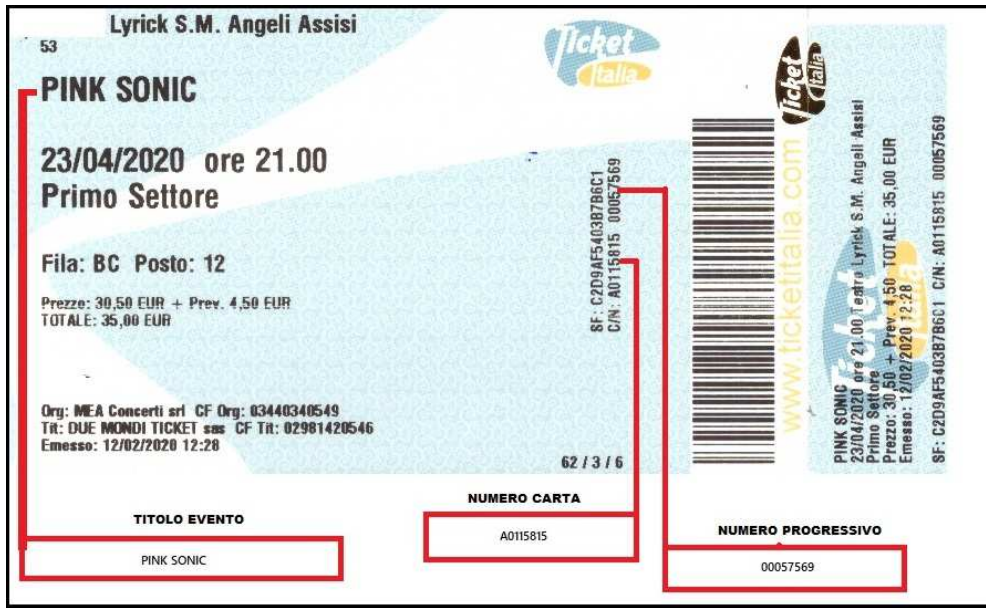 Lyrick S.M. Angeli Assisi
53
PINK SONIC
23/04/2020 ore 21.00
Primo Settore
Fila: BC Posto: 12
Prezzo: 30,50 EUR + Prev. 4,50 EUR
TOTALE: 35,00 EUR
Org: MEA Concerti srl CF Org: 03440340549
Tit: DUE MONDI TICKET sas CF Tit: 02981420546
Emesso: 12/02/2020 12:28
62 / 3 / 6
Ticket
Italia
SF: C2D9AF5403B7B6C1
C/N: A0115815 00057569
Ticket
Italia
www.ticketitalia.com
Ticket
Italia
PINK SONIC
23/04/2020 ore 21.00 Teatro Lyrick S.M. Angeli Assisi
Primo Settore
Prezzo: 30,50 + Prev. 4,50 TOTALE: 35,00 EUR
Emesso: 12/02/2020 12:28
SF: C2D9AF5403B7B6C1 C/N: A0115815 00057569
TITOLO EVENTO
PINK SONIC
NUMERO CARTA
A0115815
NUMERO PROGRESSIVO
00057569